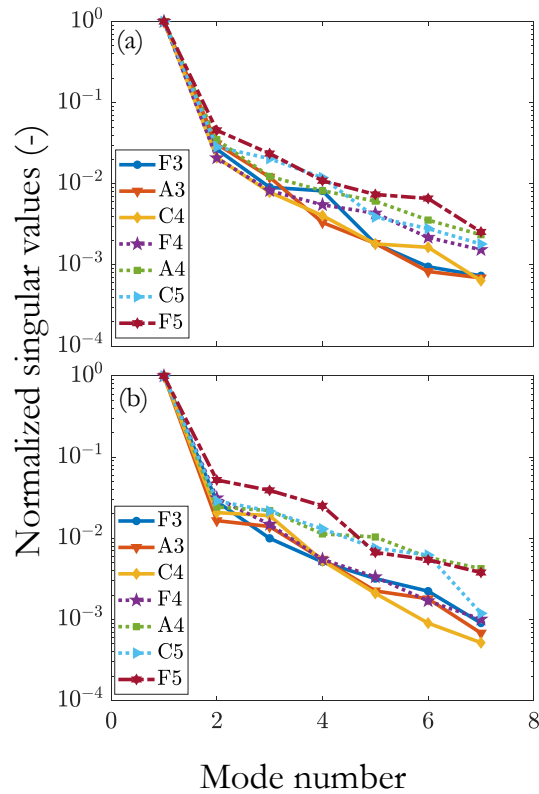 (a)
10^0
10^-1
10^-2
10^-3
10^-4
F3
A3
C4
F4
A4
C5
F5
Normalized singular values (-)
(b)
10^0
10^-1
10^-2
10^-3
10^-4
F3
A3
C4
F4
A4
C5
F5
0 2 4 6 8
Mode number